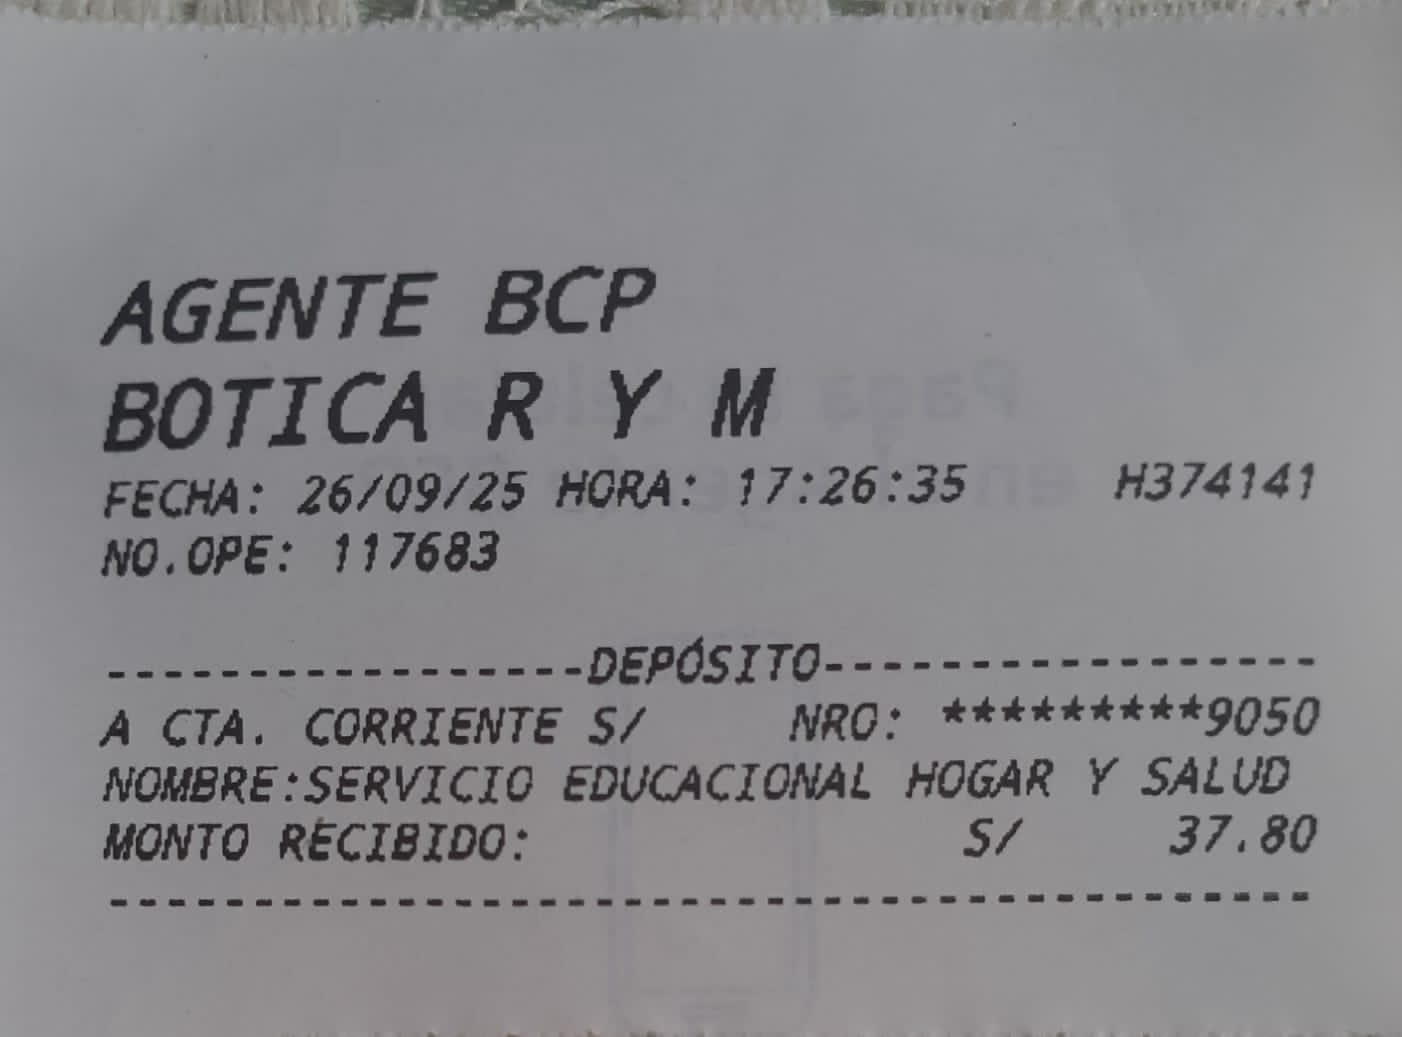 AGENTE BCP
BOTICA R Y M
FECHA: 26/09/25 HORA: 17:26:35 H374141
NO.OPE: 117683
-----------------DEPÓSITO-----------------
A CTA. CORRIENTE S/ NRO: *********9050
NOMBRE:SERVICIO EDUCACIONAL HOGAR Y SALUD
MONTO RECIBIDO: S/ 37.80
------------------------------------------